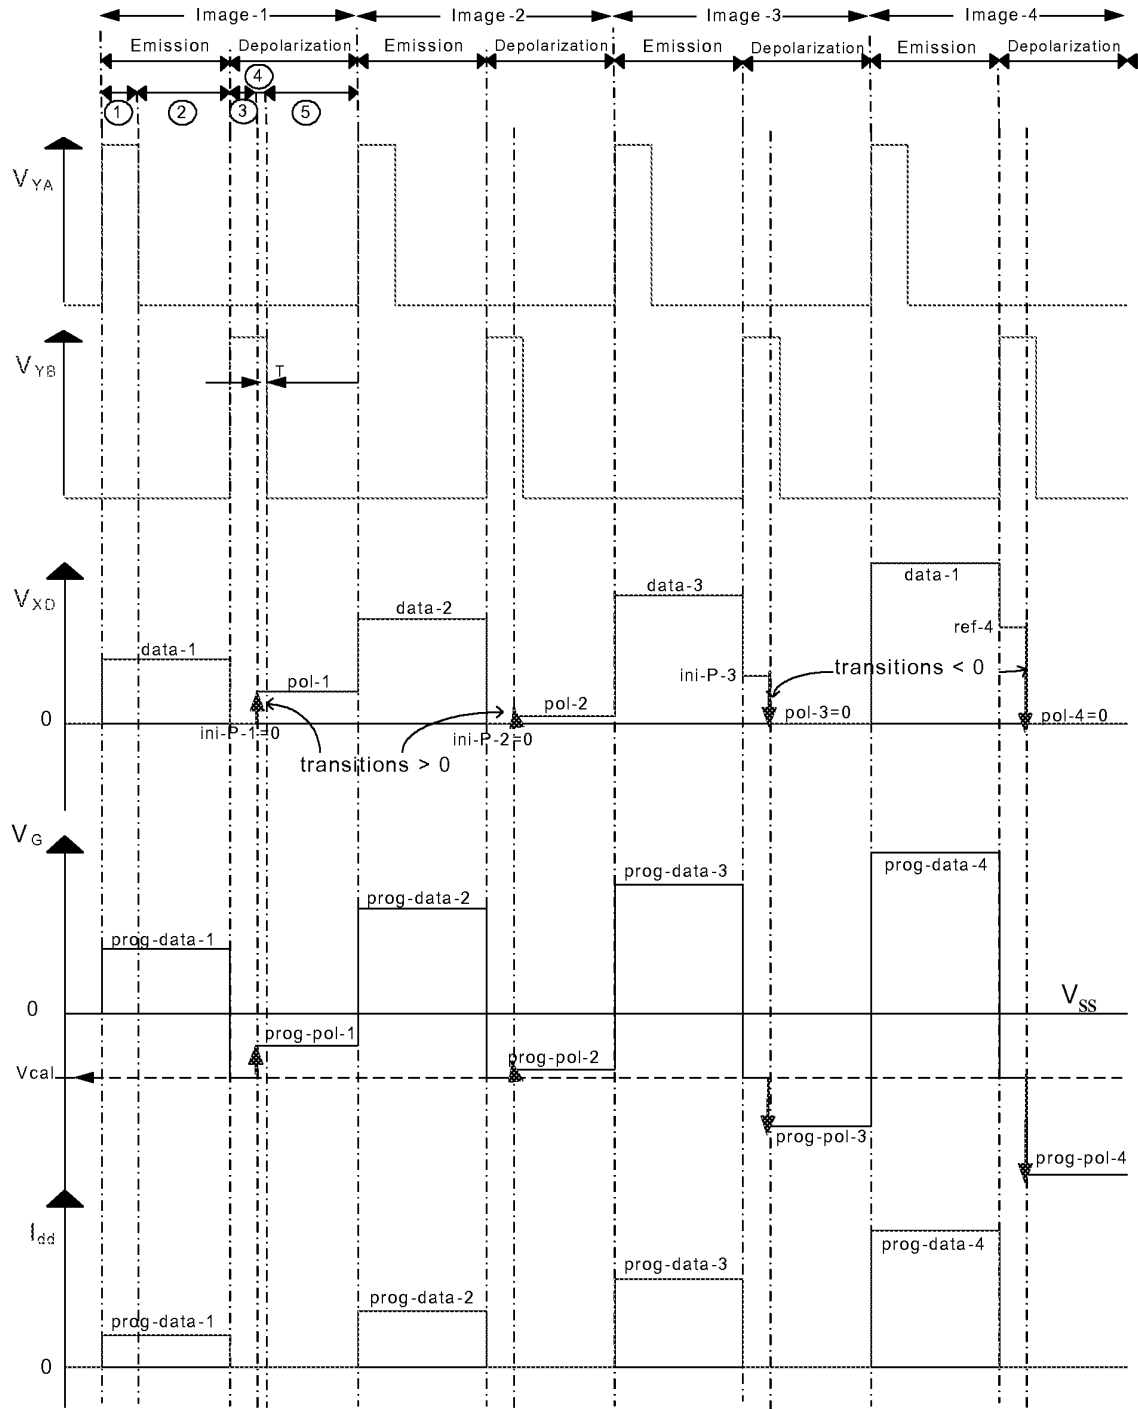 Image-1 Image-2 Image-3 Image-4
Emission Depolarization Emission Depolarization Emission Depolarization Emission Depolarization
4
1 2 3 5
VYA
VYB
T
VXD
data-1
data-2
data-3
data-1
ref-4
pol-1
pol-2
ini-P-3
transitions < 0
0
ini-P-1=0
ini-P-2=0
pol-3=0
pol-4=0
transitions > 0
VG
prog-data-1
prog-data-2
prog-data-3
prog-data-4
0
VSS
prog-pol-1
prog-pol-2
Vcal
prog-pol-3
prog-pol-4
Idd
prog-data-1
prog-data-2
prog-data-3
prog-data-4
0